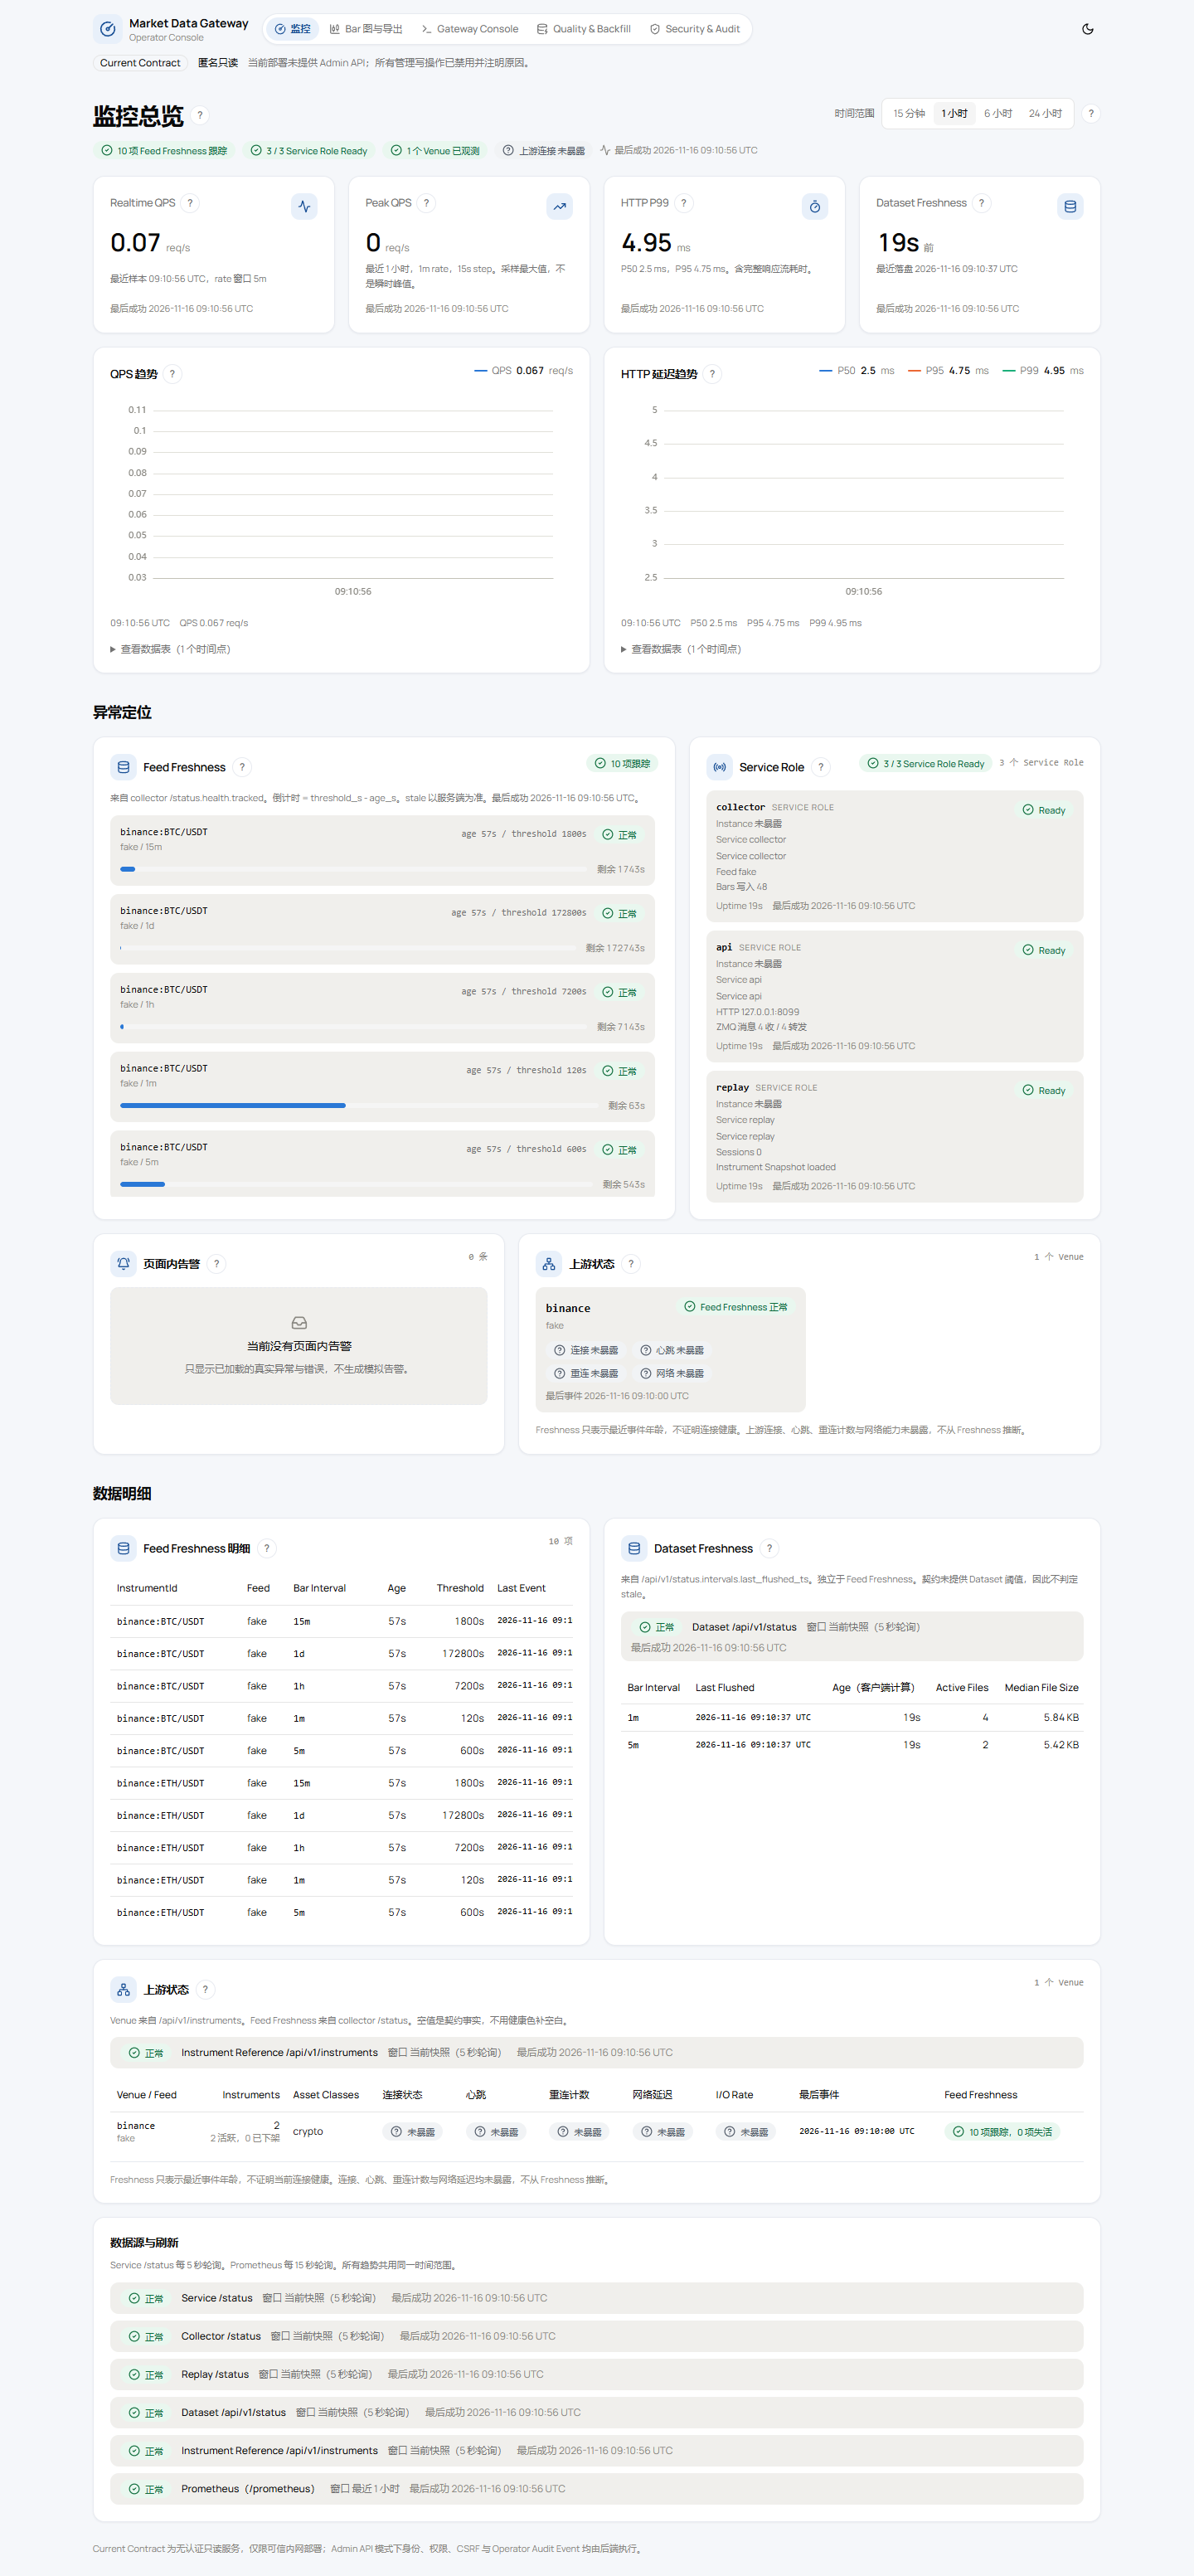 Market Data Gateway
Operator Console
监控
Bar 图与导出
Gateway Console
Quality & Backfill
Security & Audit
Current Contract 匿名只读 当前部署未提供 Admin API；所有管理写操作已禁用并注明原因。
监控总览 ?
时间范围 15 分钟 1 小时 6 小时 24 小时 ?
10 项 Feed Freshness 跟踪 3 / 3 Service Role Ready 1 个 Venue 已观测 上游连接 未暴露 最后成功 2026-11-16 09:10:56 UTC
Realtime QPS ?
0.07 req/s
最近样本 09:10:56 UTC，rate 窗口 5m
最后成功 2026-11-16 09:10:56 UTC
Peak QPS ?
0 req/s
最近 1 小时，1m rate，15s step。采样最大值，不
是瞬时峰值。
最后成功 2026-11-16 09:10:56 UTC
HTTP P99 ?
4.95 ms
P50 2.5 ms，P95 4.75 ms。含完整响应流耗时。
最后成功 2026-11-16 09:10:56 UTC
Dataset Freshness ?
19s 前
最近落盘 2026-11-16 09:10:37 UTC
最后成功 2026-11-16 09:10:56 UTC
QPS 趋势 ?
QPS 0.067 req/s
0.11
0.1
0.09
0.08
0.07
0.06
0.05
0.04
0.03
09:10:56
09:10:56 UTC QPS 0.067 req/s
查看数据表（1 个时间点）
HTTP 延迟趋势 ?
P50 2.5 ms P95 4.75 ms P99 4.95 ms
5
4.5
4
3.5
3
2.5
09:10:56
09:10:56 UTC P50 2.5 ms P95 4.75 ms P99 4.95 ms
查看数据表（1 个时间点）
异常定位
Feed Freshness ?
10 项跟踪
来自 collector /status.health.tracked。倒计时 = threshold_s - age_s。stale 以服务端为准。最后成功 2026-11-16 09:10:56 UTC。
binance:BTC/USDT age 57s / threshold 1800s 正常
fake / 15m
剩余 1743s
binance:BTC/USDT age 57s / threshold 172800s 正常
fake / 1d
剩余 172743s
binance:BTC/USDT age 57s / threshold 7200s 正常
fake / 1h
剩余 7143s
binance:BTC/USDT age 57s / threshold 120s 正常
fake / 1m
剩余 63s
binance:BTC/USDT age 57s / threshold 600s 正常
fake / 5m
剩余 543s
Service Role ?
3 / 3 Service Role Ready 3 个 Service Role
collector SERVICE ROLE Ready
Instance 未暴露
Service collector
Service collector
Feed fake
Bars 写入 48
Uptime 19s 最后成功 2026-11-16 09:10:56 UTC
api SERVICE ROLE Ready
Instance 未暴露
Service api
Service api
HTTP 127.0.0.1:8099
ZMQ 消息 4 收 / 4 转发
Uptime 19s 最后成功 2026-11-16 09:10:56 UTC
replay SERVICE ROLE Ready
Instance 未暴露
Service replay
Service replay
Sessions 0
Instrument Snapshot loaded
Uptime 19s 最后成功 2026-11-16 09:10:56 UTC
页面内告警 ?
0 条
当前没有页面内告警
只显示已加载的真实异常与错误，不生成模拟告警。
上游状态 ?
1 个 Venue
binance Feed Freshness 正常
fake
连接 未暴露 心跳 未暴露
重连 未暴露 网络 未暴露
最后事件 2026-11-16 09:10:00 UTC
Freshness 只表示最近事件年龄，不证明连接健康。上游连接、心跳、重连计数与网络能力未暴露，不从 Freshness 推断。
数据明细
Feed Freshness 明细 ?
10 项
InstrumentId Feed Bar Interval Age Threshold Last Event
binance:BTC/USDT fake 15m 57s 1800s 2026-11-16 09:1
binance:BTC/USDT fake 1d 57s 172800s 2026-11-16 09:1
binance:BTC/USDT fake 1h 57s 7200s 2026-11-16 09:1
binance:BTC/USDT fake 1m 57s 120s 2026-11-16 09:1
binance:BTC/USDT fake 5m 57s 600s 2026-11-16 09:1
binance:ETH/USDT fake 15m 57s 1800s 2026-11-16 09:1
binance:ETH/USDT fake 1d 57s 172800s 2026-11-16 09:1
binance:ETH/USDT fake 1h 57s 7200s 2026-11-16 09:1
binance:ETH/USDT fake 1m 57s 120s 2026-11-16 09:1
binance:ETH/USDT fake 5m 57s 600s 2026-11-16 09:1
Dataset Freshness ?
来自 /api/v1/status.intervals.last_flushed_ts。独立于 Feed Freshness。契约未提供 Dataset 阈值，因此不判定
stale。
正常 Dataset /api/v1/status 窗口 当前快照（5 秒轮询）
最后成功 2026-11-16 09:10:56 UTC
Bar Interval Last Flushed Age（客户端计算） Active Files Median File Size
1m 2026-11-16 09:10:37 UTC 19s 4 5.84 KB
5m 2026-11-16 09:10:37 UTC 19s 2 5.42 KB
上游状态 ?
1 个 Venue
Venue 来自 /api/v1/instruments。Feed Freshness 来自 collector /status。空值是契约事实，不用健康色补空白。
正常 Instrument Reference /api/v1/instruments 窗口 当前快照（5 秒轮询） 最后成功 2026-11-16 09:10:56 UTC
Venue / Feed Instruments Asset Classes 连接状态 心跳 重连计数 网络延迟 I/O Rate 最后事件 Feed Freshness
binance 2 crypto 未暴露 未暴露 未暴露 未暴露 未暴露 2026-11-16 09:10:00 UTC 10 项跟踪，0 项失活
fake 2 活跃，0 已下架
Freshness 只表示最近事件年龄，不证明当前连接健康。连接、心跳、重连计数与网络延迟均未暴露，不从 Freshness 推断。
数据源与刷新
Service /status 每 5 秒轮询。Prometheus 每 15 秒轮询。所有趋势共用同一时间范围。
正常 Service /status 窗口 当前快照（5 秒轮询） 最后成功 2026-11-16 09:10:56 UTC
正常 Collector /status 窗口 当前快照（5 秒轮询） 最后成功 2026-11-16 09:10:56 UTC
正常 Replay /status 窗口 当前快照（5 秒轮询） 最后成功 2026-11-16 09:10:56 UTC
正常 Dataset /api/v1/status 窗口 当前快照（5 秒轮询） 最后成功 2026-11-16 09:10:56 UTC
正常 Instrument Reference /api/v1/instruments 窗口 当前快照（5 秒轮询） 最后成功 2026-11-16 09:10:56 UTC
正常 Prometheus（/prometheus） 窗口 最近 1 小时 最后成功 2026-11-16 09:10:56 UTC
Current Contract 为无认证只读服务，仅限可信内网部署；Admin API 模式下身份、权限、CSRF 与 Operator Audit Event 均由后端执行。